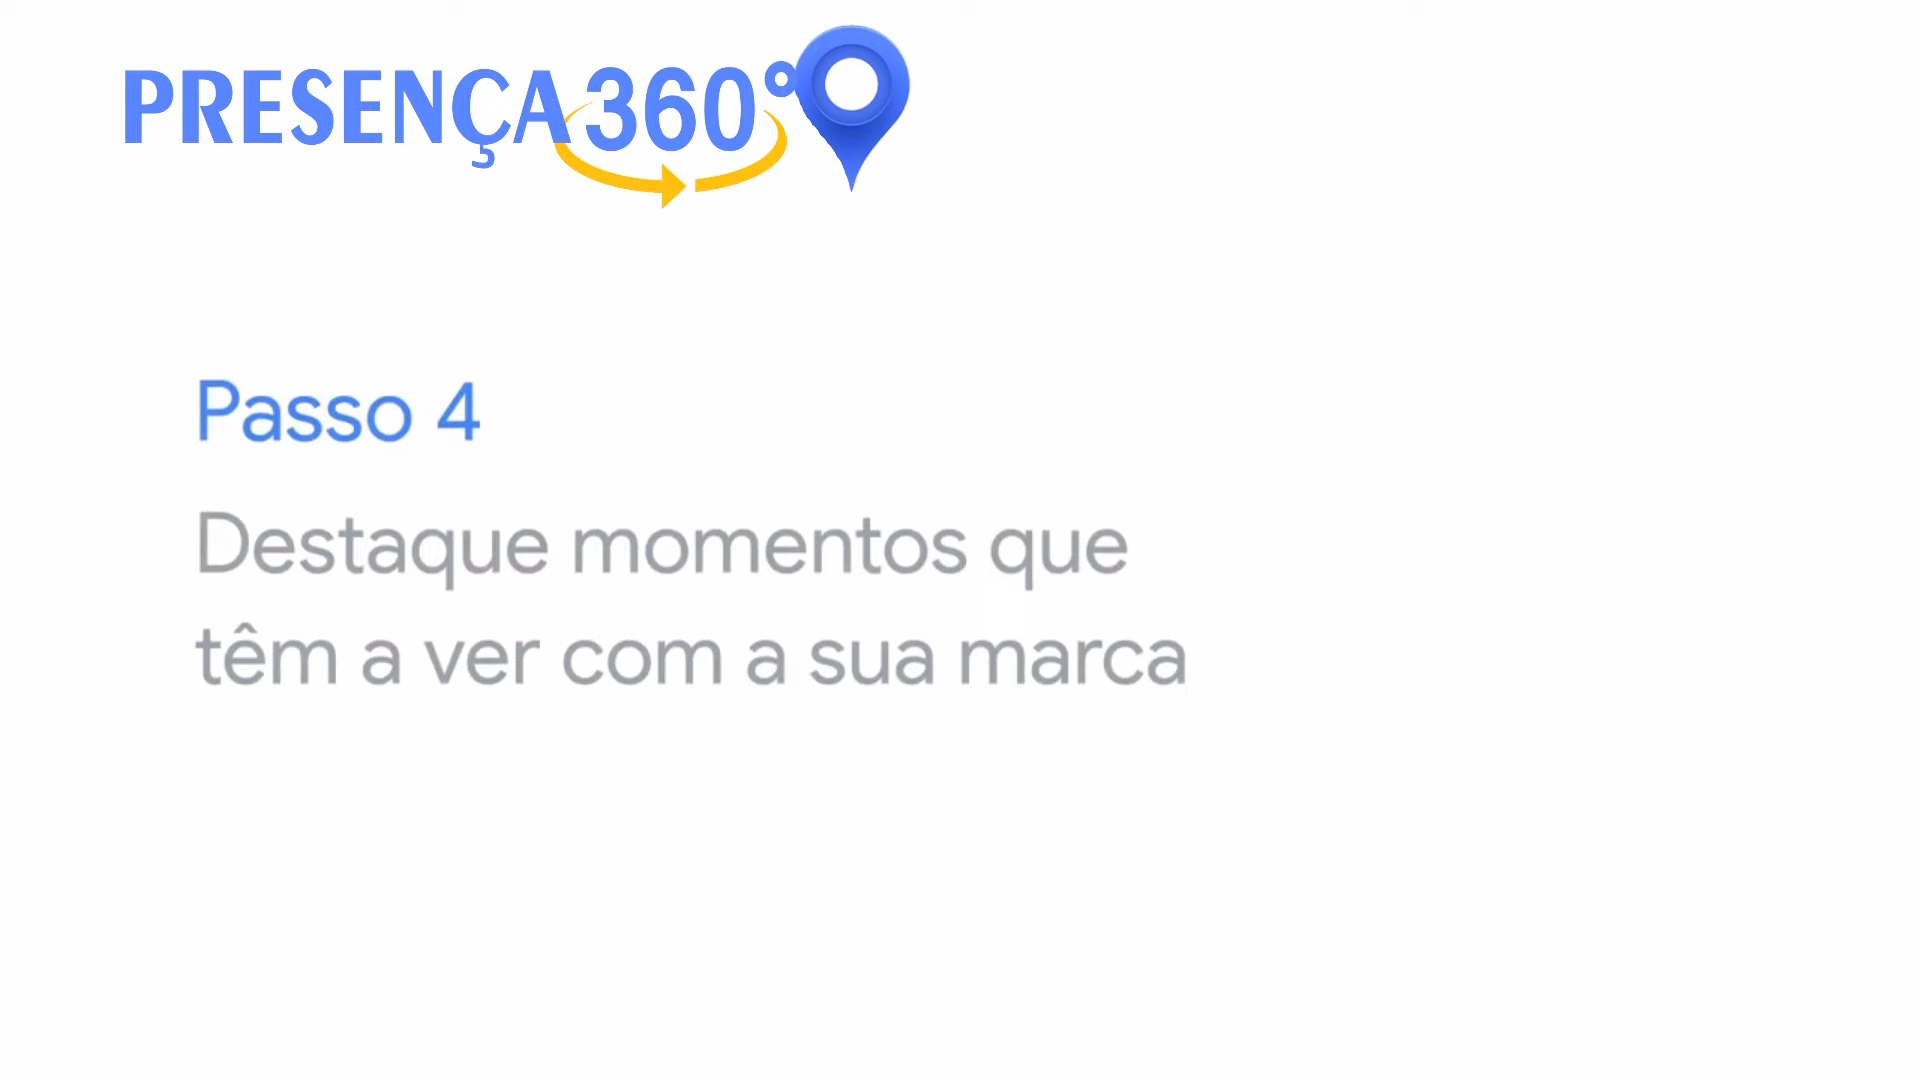 PRESENÇA 360°
Passo 4
Destaque momentos que
têm a ver com a sua marca